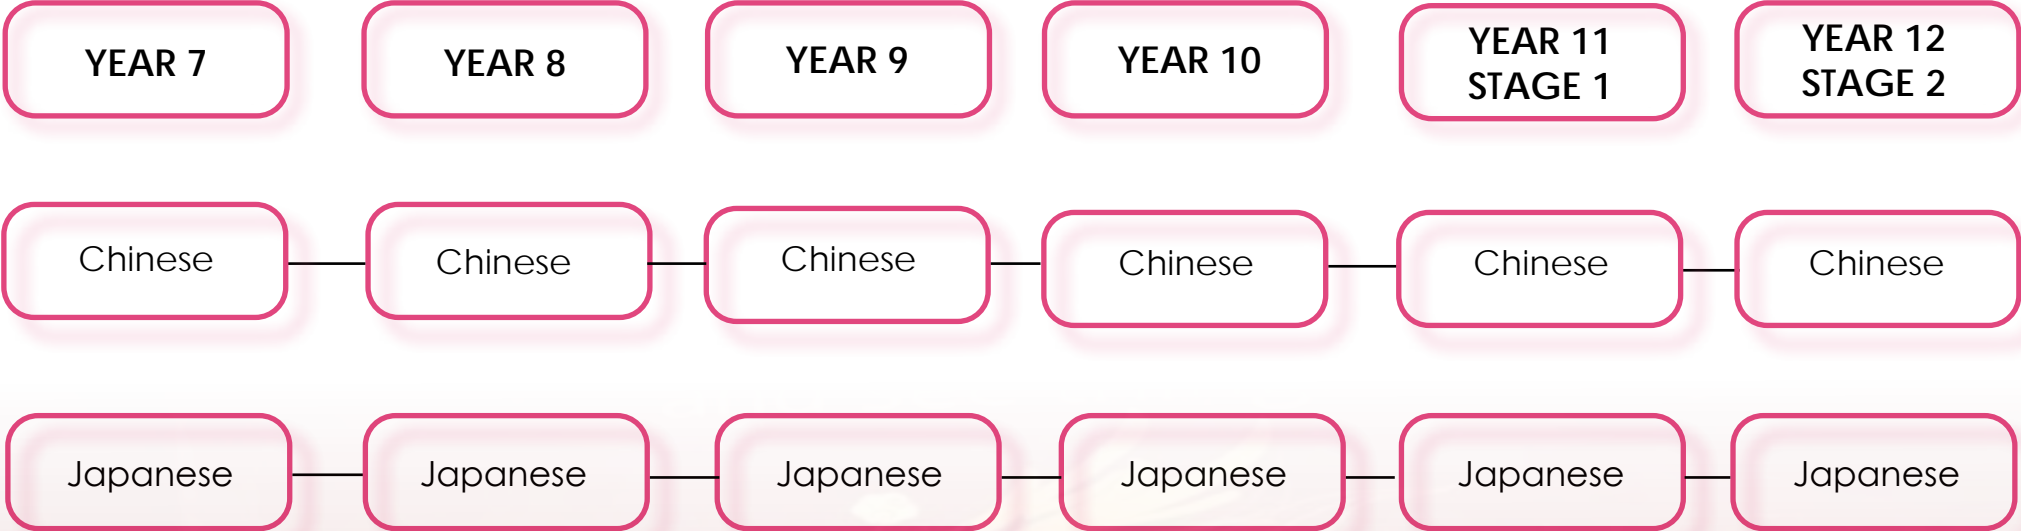 YEAR 7
YEAR 8
YEAR 9
YEAR 10
YEAR 11
STAGE 1
YEAR 12
STAGE 2
Chinese
Chinese
Chinese
Chinese
Chinese
Chinese
Japanese
Japanese
Japanese
Japanese
Japanese
Japanese